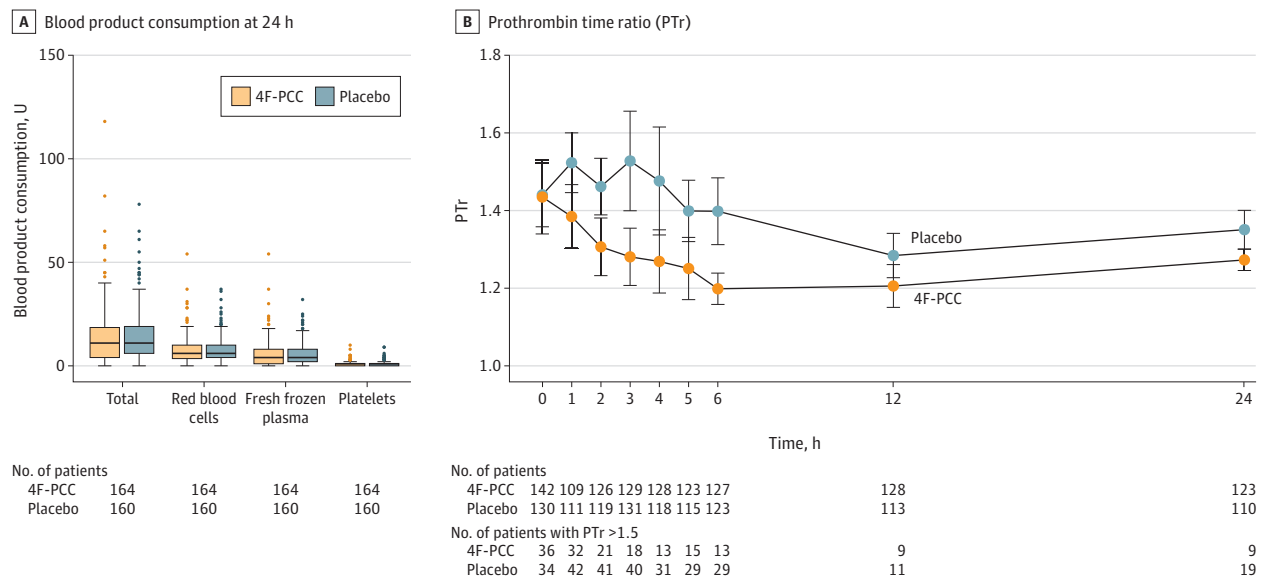 A Blood product consumption at 24 h
150
100
50
0
Blood product consumption, U
4F-PCC Placebo
Total Red blood cells Fresh frozen plasma Platelets
No. of patients
4F-PCC 164 164 164 164
Placebo 160 160 160 160
B Prothrombin time ratio (PTr)
1.8
1.6
1.4
1.2
1.0
PTr
Placebo
4F-PCC
0 1 2 3 4 5 6 12 24
Time, h
No. of patients
4F-PCC 142 109 126 129 128 123 127 128 123
Placebo 130 111 119 131 118 115 123 113 110
No. of patients with PTr >1.5
4F-PCC 36 32 21 18 13 15 13 9 9
Placebo 34 42 41 40 31 29 29 11 19